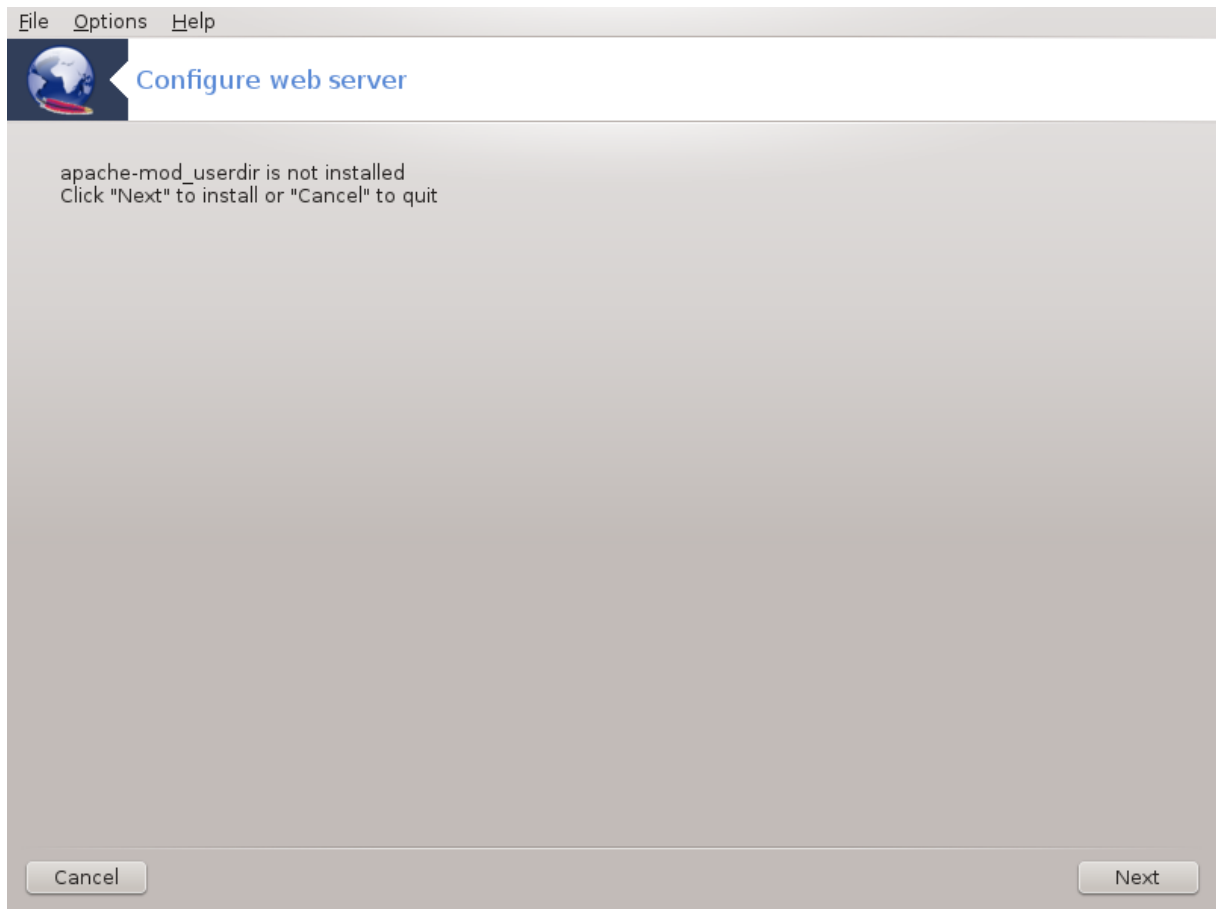 File Options Help
Configure web server
apache-mod_userdir is not installed
Click "Next" to install or "Cancel" to quit
Cancel Next